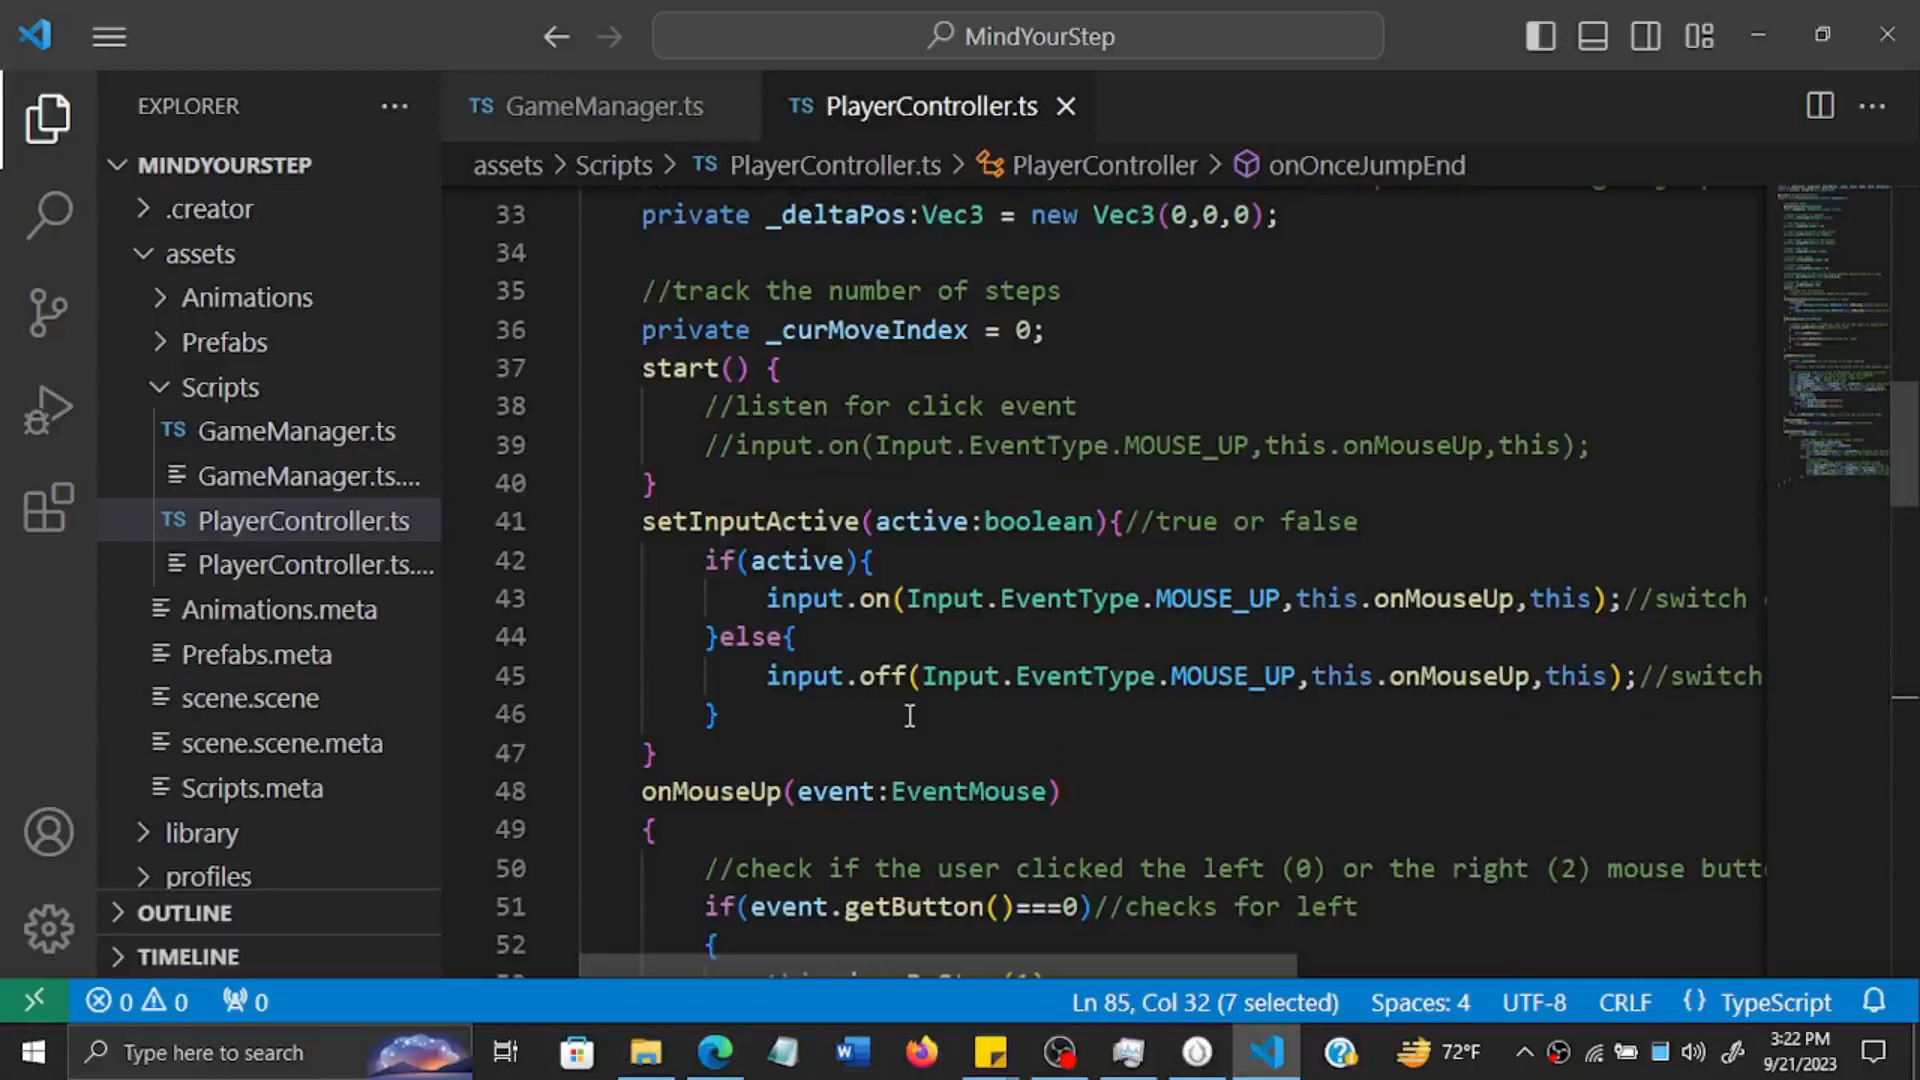 MindYourStep
EXPLORER
TS GameManager.ts
TS PlayerController.ts
MINDYOURSTEP
assets > Scripts > TS PlayerController.ts > PlayerController > onOnceJumpEnd
.creator
assets
Animations
Prefabs
Scripts
TS GameManager.ts
GameManager.ts....
TS PlayerController.ts
PlayerController.ts....
Animations.meta
Prefabs.meta
scene.scene
scene.scene.meta
Scripts.meta
library
profiles
OUTLINE
TIMELINE
33 private _deltaPos:Vec3 = new Vec3(0,0,0);
34
35 //track the number of steps
36 private _curMoveIndex = 0;
37 start() {
38 //listen for click event
39 //input.on(Input.EventType.MOUSE_UP,this.onMouseUp,this);
40 }
41 setInputActive(active:boolean){//true or false
42 if(active){
43 input.on(Input.EventType.MOUSE_UP,this.onMouseUp,this);//switch
44 }else{
45 input.off(Input.EventType.MOUSE_UP,this.onMouseUp,this);//switch
46 }
47 }
48 onMouseUp(event:EventMouse)
49 {
50 //check if the user clicked the left (0) or the right (2) mouse butt
51 if(event.getButton()===0)//checks for left
52 {
0 0 0
Ln 85, Col 32 (7 selected) Spaces: 4 UTF-8 CRLF {} TypeScript
Type here to search
72°F
3:22 PM
9/21/2023